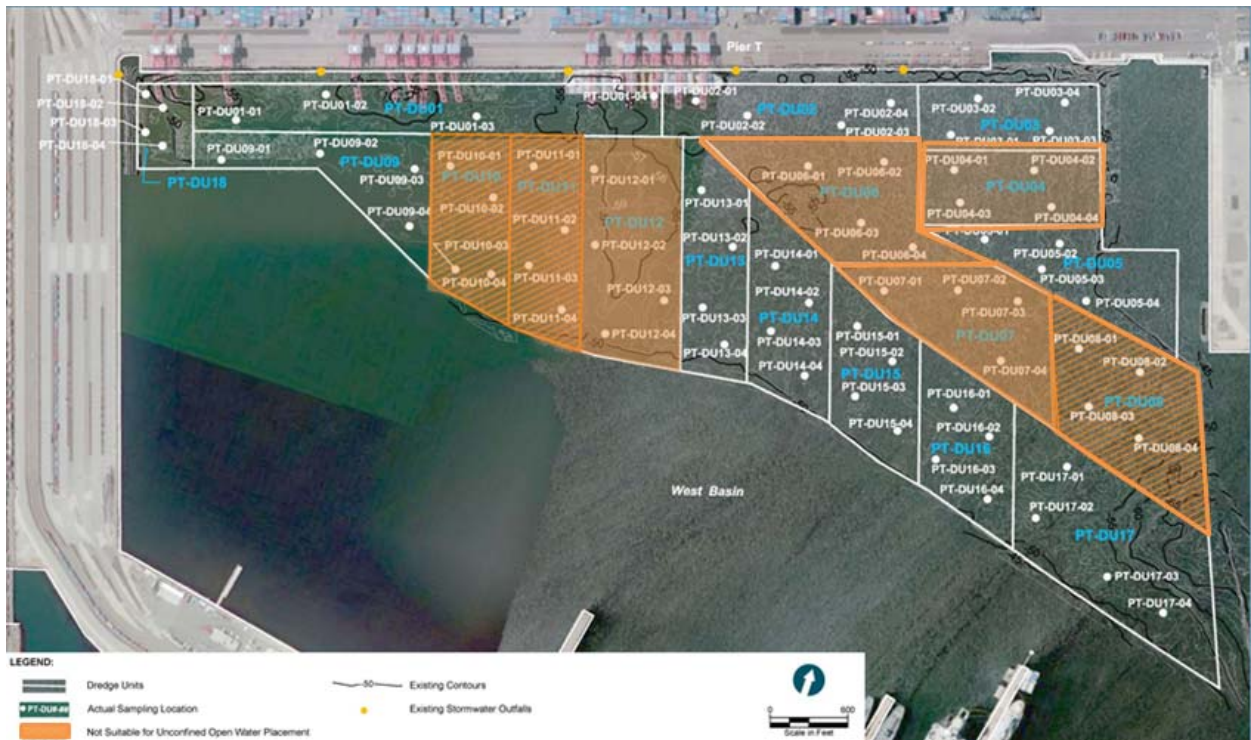 Pier T
PT-DU18-01
PT-DU18-02
PT-DU18-03
PT-DU18-04
PT-DU18
PT-DU01-01
PT-DU01-02
PT-DU01
PT-DU01-03
PT-DU01-04
PT-DU02-01
PT-DU02
PT-DU02-02
PT-DU02-04
PT-DU02-03
PT-DU03-02
PT-DU03-04
PT-DU03
PT-DU03-01
PT-DU03-03
PT-DU09-01
PT-DU09-02
PT-DU09
PT-DU09-03
PT-DU09-04
PT-DU10-01
PT-DU10
PT-DU10-02
PT-DU10-03
PT-DU10-04
PT-DU11-01
PT-DU11
PT-DU11-02
PT-DU11-03
PT-DU11-04
PT-DU12-01
PT-DU12
PT-DU12-02
PT-DU12-03
PT-DU12-04
PT-DU13-01
PT-DU13-02
PT-DU13
PT-DU13-03
PT-DU13-04
PT-DU06-01
PT-DU06-02
PT-DU06
PT-DU06-03
PT-DU06-04
PT-DU04-01
PT-DU04-02
PT-DU04
PT-DU04-03
PT-DU04-04
PT-DU05-01
PT-DU05-02
PT-DU05
PT-DU05-03
PT-DU05-04
PT-DU14-01
PT-DU14-02
PT-DU14
PT-DU14-03
PT-DU14-04
PT-DU07-01
PT-DU07-02
PT-DU07-03
PT-DU07
PT-DU07-04
PT-DU08-01
PT-DU08-02
PT-DU08
PT-DU08-03
PT-DU08-04
PT-DU15-01
PT-DU15-02
PT-DU15
PT-DU15-03
PT-DU15-04
PT-DU16-01
PT-DU16-02
PT-DU16
PT-DU16-03
PT-DU16-04
PT-DU17-01
PT-DU17-02
PT-DU17
PT-DU17-03
PT-DU17-04
West Basin
LEGEND:
Dredge Units
Actual Sampling Location
Not Suitable for Unconfined Open Water Placement
-50- Existing Contours
Existing Stormwater Outfalls
0 600
Scale in Feet